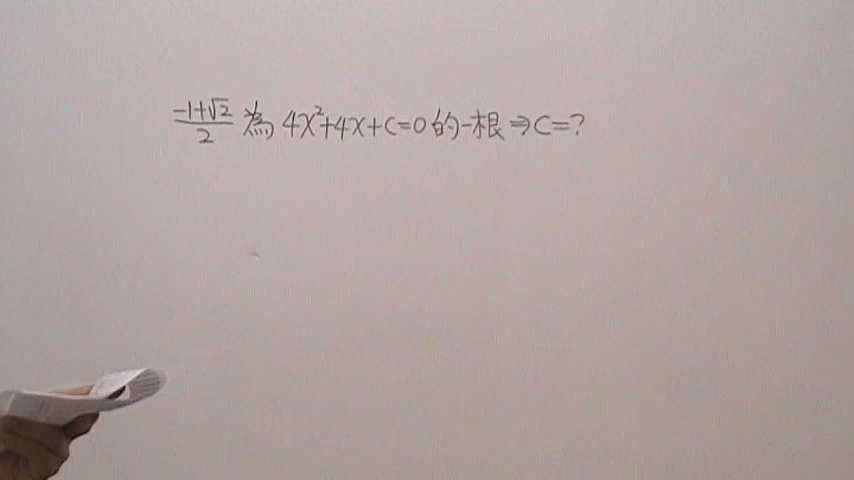 (-1+√2)/2 為 4x²+4x+c=0 的一根⇒c=?